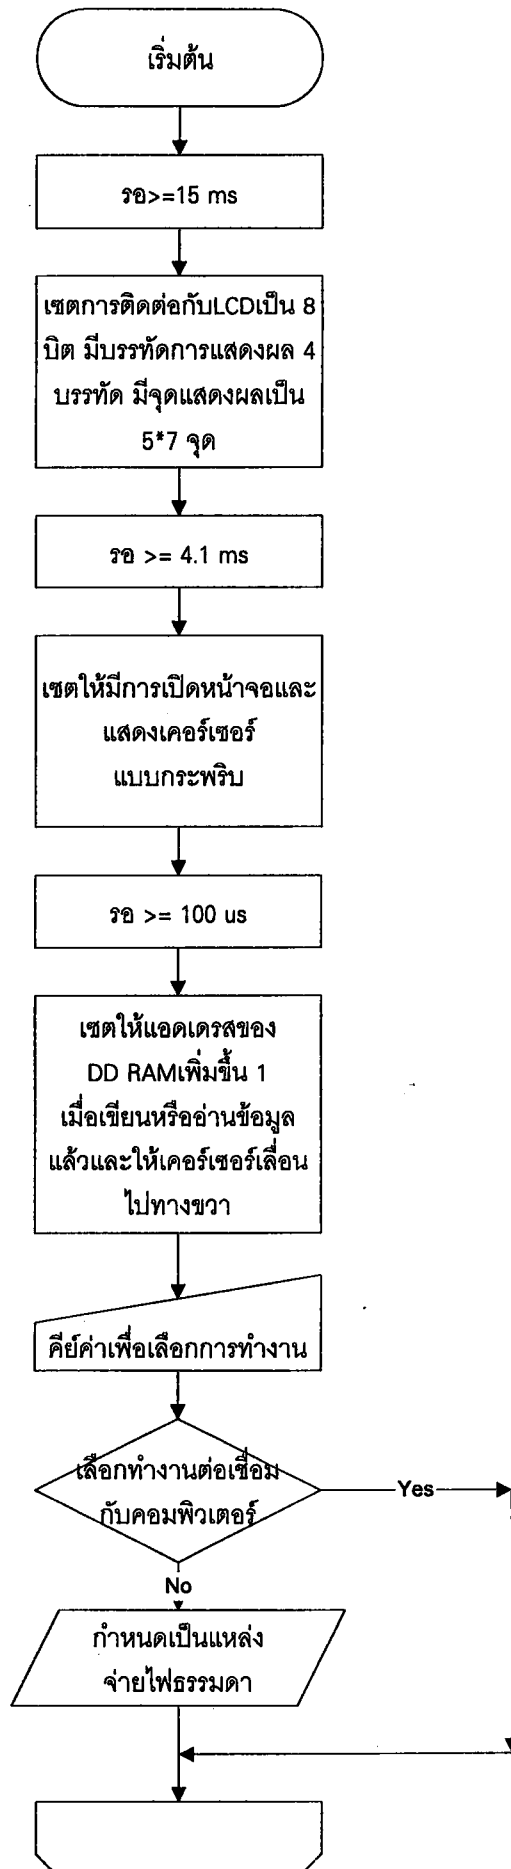 เริ่มต้น
รอ>=15 ms
เซตการติดต่อกับLCDเป็น 8
บิต มีบรรทัดการแสดงผล 4
บรรทัด มีจุดแสดงผลเป็น
5*7 จุด
รอ >= 4.1 ms
เซตให้มีการเปิดหน้าจอและ
แสดงเคอร์เซอร์
แบบกระพริบ
รอ >= 100 us
เซตให้แอดเดรสของ
DD RAMเพิ่มขึ้น 1
เมื่อเขียนหรืออ่านข้อมูล
แล้วและให้เคอร์เซอร์เลื่อน
ไปทางขวา
คีย์ค่าเพื่อเลือกการทำงาน
เลือกทำงานต่อเชื่อม
กับคอมพิวเตอร์
Yes
No
กำหนดเป็นแหล่ง
จ่ายไฟธรรมดา